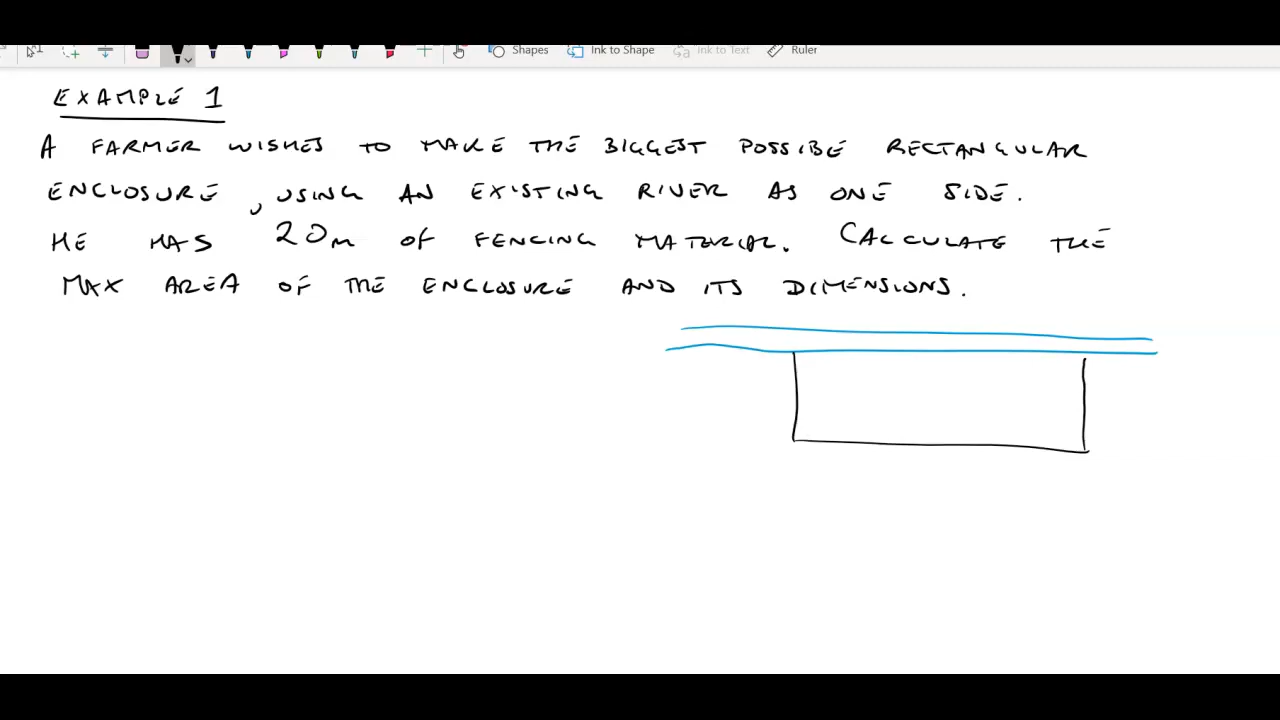 Shapes Ink to Shape Ink to Text Ruler
EXAMPLE 1
A FARMER WISHES TO MAKE THE BIGGEST POSSIBE RECTANGULAR
ENCLOSURE, USING AN EXISTING RIVER AS ONE SIDE.
HE HAS 20m OF FENCING MATERIAL. CALCULATE THE
MAX AREA OF THE ENCLOSURE AND ITS DIMENSIONS.